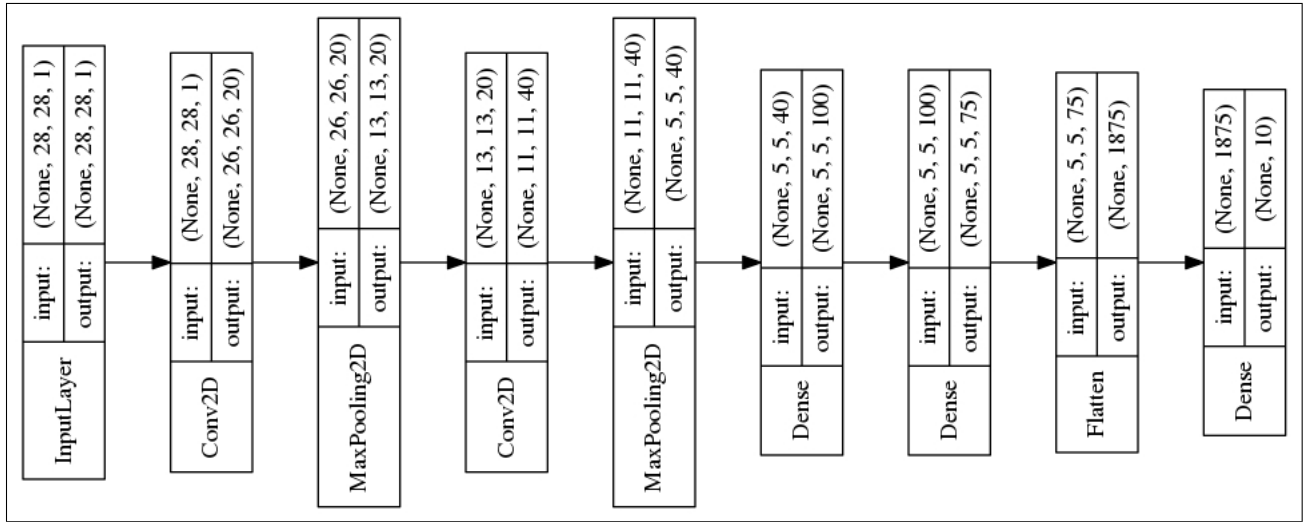 InputLayer
input: (None, 28, 28, 1)
output: (None, 28, 28, 1)
Conv2D
input: (None, 28, 28, 1)
output: (None, 26, 26, 20)
MaxPooling2D
input: (None, 26, 26, 20)
output: (None, 13, 13, 20)
Conv2D
input: (None, 13, 13, 20)
output: (None, 11, 11, 40)
MaxPooling2D
input: (None, 11, 11, 40)
output: (None, 5, 5, 40)
Dense
input: (None, 5, 5, 40)
output: (None, 5, 5, 100)
Dense
input: (None, 5, 5, 100)
output: (None, 5, 5, 75)
Flatten
input: (None, 5, 5, 75)
output: (None, 1875)
Dense
input: (None, 1875)
output: (None, 10)